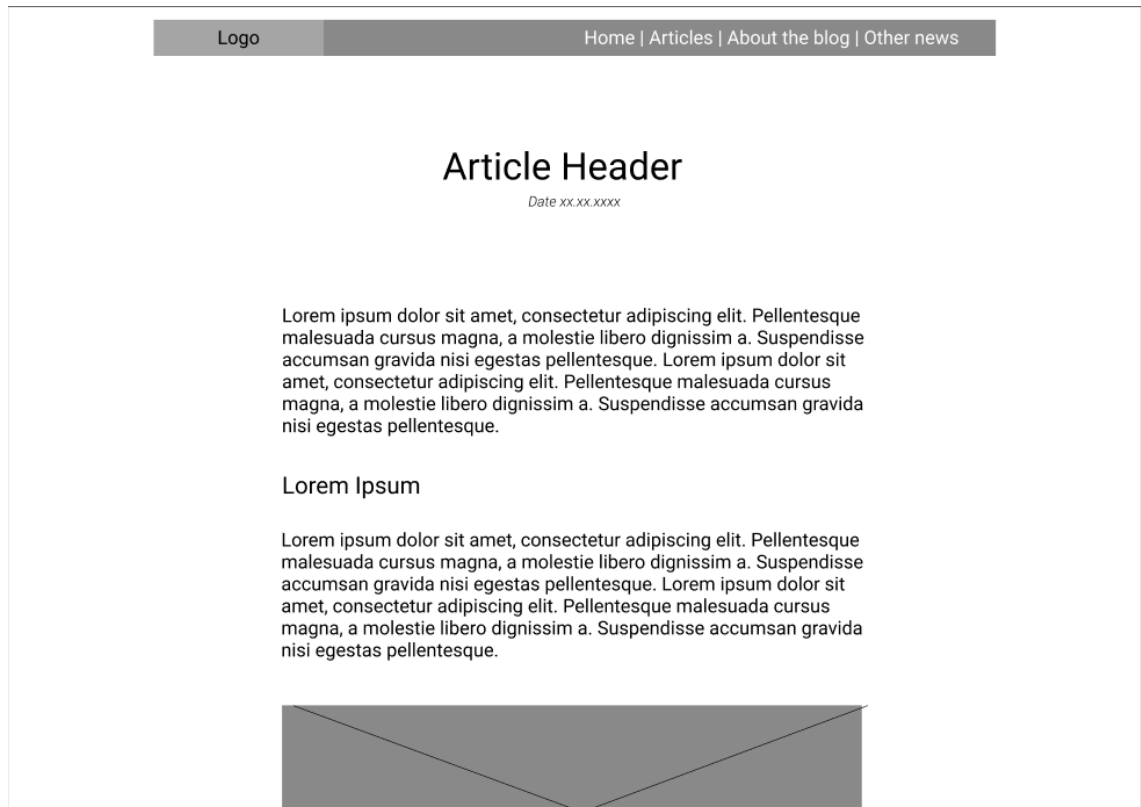 Logo
Home | Articles | About the blog | Other news
Article Header
Date xx.xx.xxxx
Lorem ipsum dolor sit amet, consectetur adipiscing elit. Pellentesque
malesuada cursus magna, a molestie libero dignissim a. Suspendisse
accumsan gravida nisi egestas pellentesque. Lorem ipsum dolor sit
amet, consectetur adipiscing elit. Pellentesque malesuada cursus
magna, a molestie libero dignissim a. Suspendisse accumsan gravida
nisi egestas pellentesque.
Lorem Ipsum
Lorem ipsum dolor sit amet, consectetur adipiscing elit. Pellentesque
malesuada cursus magna, a molestie libero dignissim a. Suspendisse
accumsan gravida nisi egestas pellentesque. Lorem ipsum dolor sit
amet, consectetur adipiscing elit. Pellentesque malesuada cursus
magna, a molestie libero dignissim a. Suspendisse accumsan gravida
nisi egestas pellentesque.